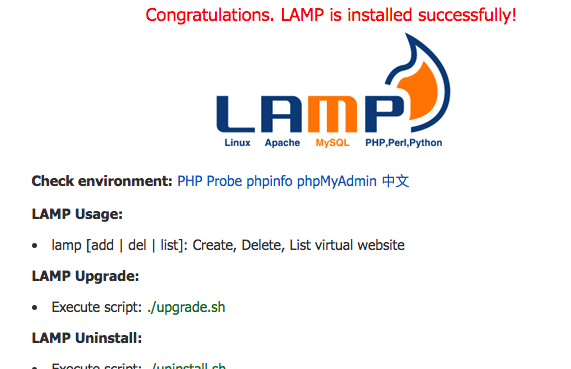 Congratulations. LAMP is installed successfully!
LAMP
Linux Apache MySQL PHP,Perl,Python
Check environment: PHP Probe phpinfo phpMyAdmin 中文
LAMP Usage:
• lamp [add | del | list]: Create, Delete, List virtual website
LAMP Upgrade:
• Execute script: ./upgrade.sh
LAMP Uninstall:
• Execute script: ./uninstall.sh